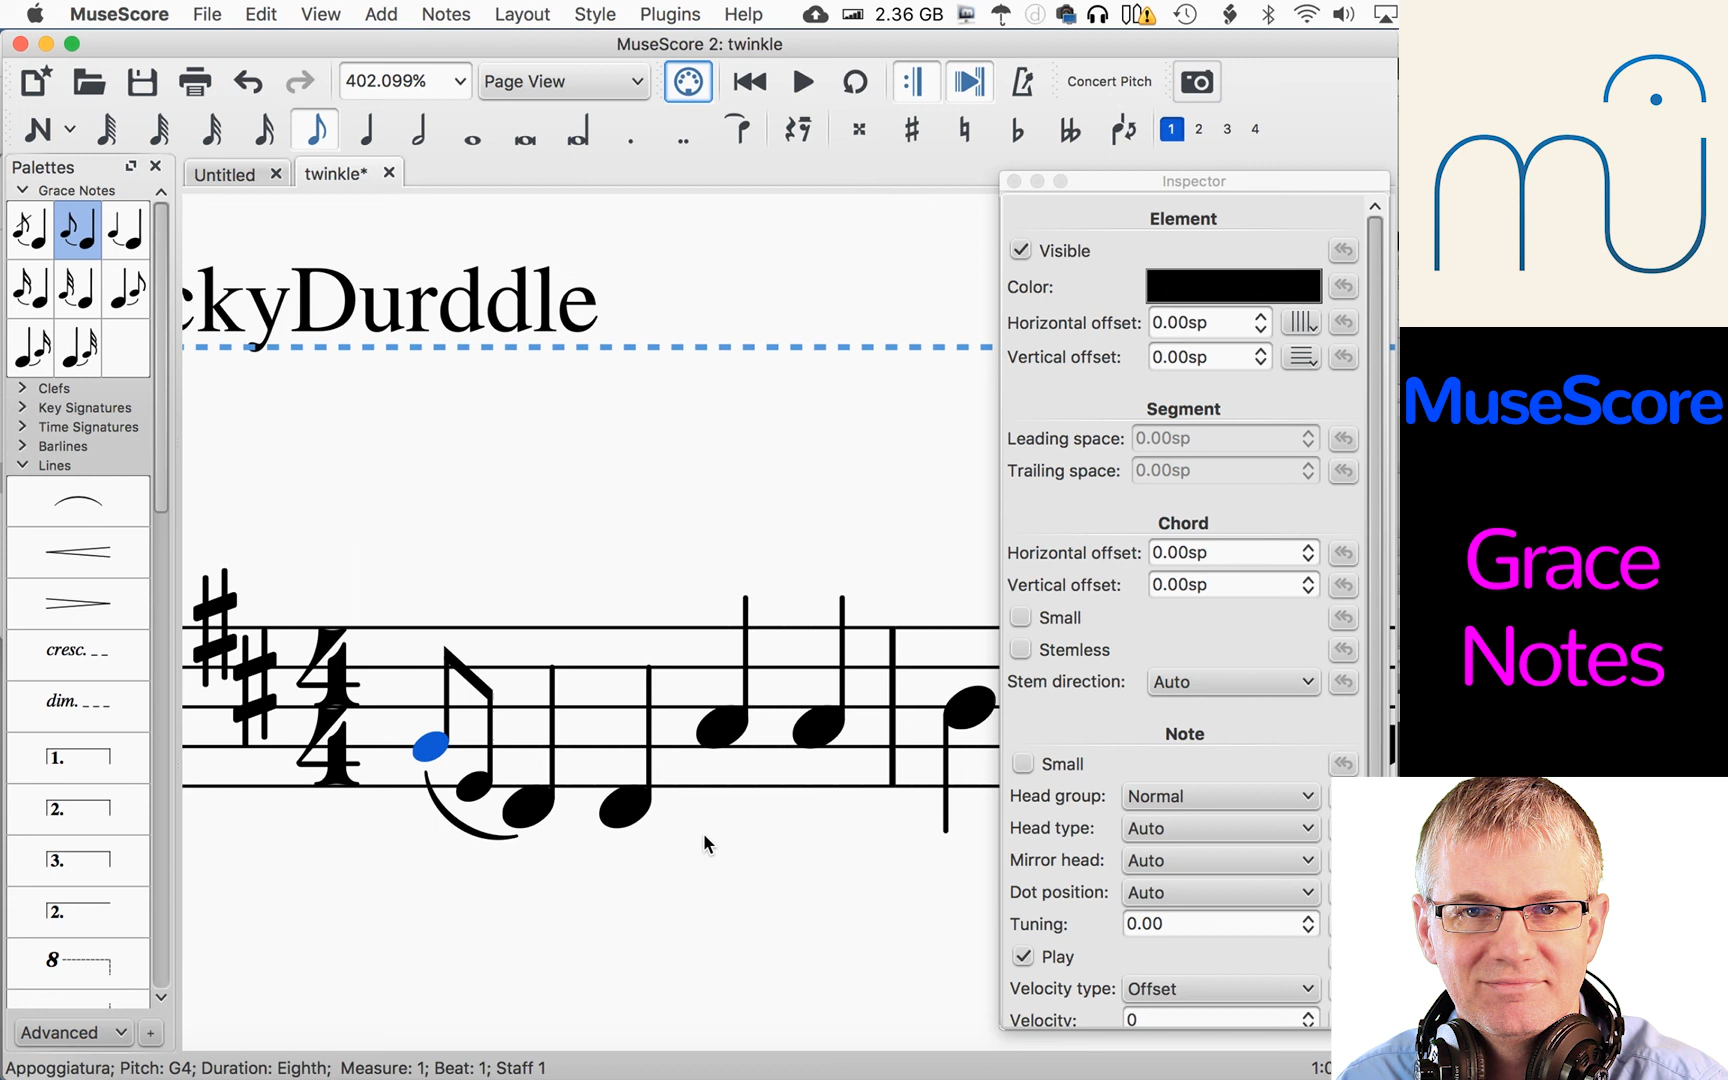 MuseScore File Edit View Add Notes Layout Style Plugins Help 2.36 GB
MuseScore 2: twinkle
402.099% Page View Concert Pitch
1 2 3 4
Palettes
Grace Notes
Clefs
Key Signatures
Time Signatures
Barlines
Lines
cresc. _ _
dim. _ _ _
1.
2.
3.
2.
8
Advanced +
Untitled twinkle*
ckyDurddle
4
4
Inspector
Element
Visible
Color:
Horizontal offset: 0.00sp
Vertical offset: 0.00sp
Segment
Leading space: 0.00sp
Trailing space: 0.00sp
Chord
Horizontal offset: 0.00sp
Vertical offset: 0.00sp
Small
Stemless
Stem direction: Auto
Note
Small
Head group: Normal
Head type: Auto
Mirror head: Auto
Dot position: Auto
Tuning: 0.00
Play
Velocity type: Offset
Velocity: 0
Appoggiatura; Pitch: G4; Duration: Eighth; Measure: 1; Beat: 1; Staff 1
mu
MuseScore
Grace
Notes